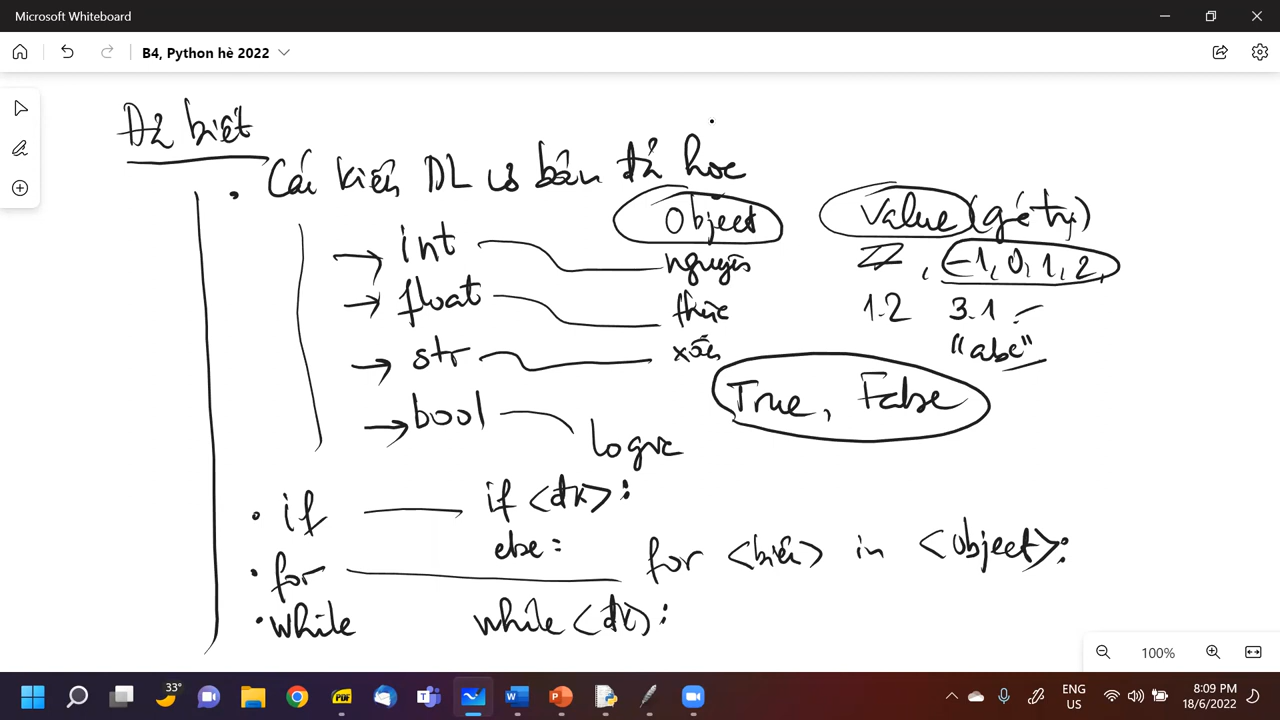 Microsoft Whiteboard
B4, Python hè 2022
Đã biết
• Các kiểu DL cơ bản đã học
Object Value (giá trị)
→ int nguyên Z, -1, 0, 1, 2,
→ float thực 1.2 3.1
→ str xâu "abc"
→ bool logic True, False
• if if <đk>:
else:
• for for <biến> in <object>:
• while while <đk>:
100%
33°
PDF
ENG
US
8:09 PM
18/6/2022